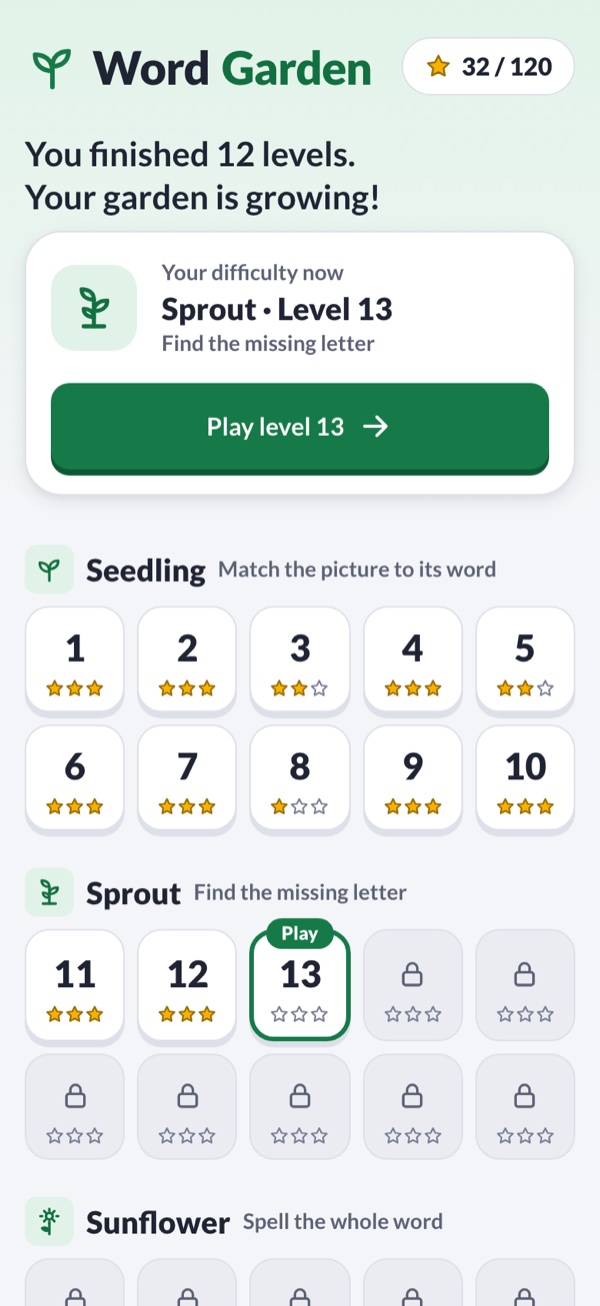 Word Garden
32 / 120
You finished 12 levels.
Your garden is growing!
Your difficulty now
Sprout • Level 13
Find the missing letter
Play level 13
Seedling Match the picture to its word
1 2 3 4 5
6 7 8 9 10
Sprout Find the missing letter
Play
11 12 13
Sunflower Spell the whole word